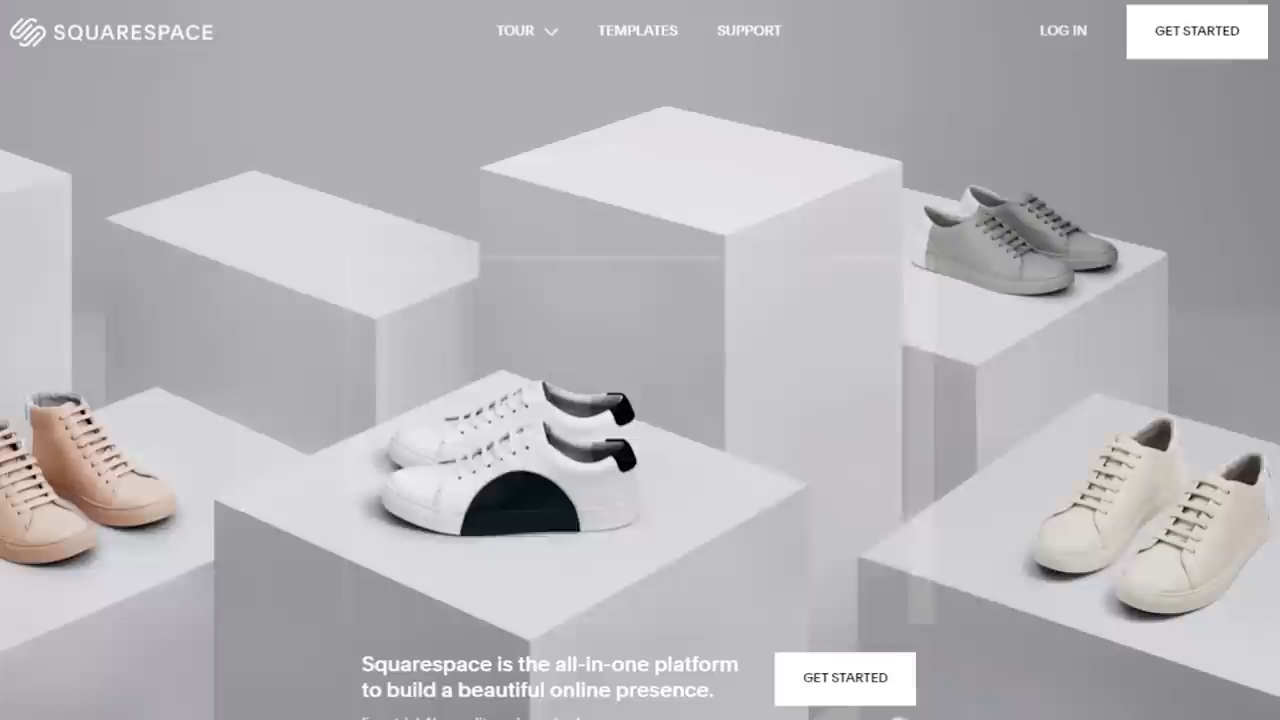 SQUARESPACE
TOUR
TEMPLATES
SUPPORT
LOG IN
GET STARTED
Squarespace is the all-in-one platform
to build a beautiful online presence.
GET STARTED